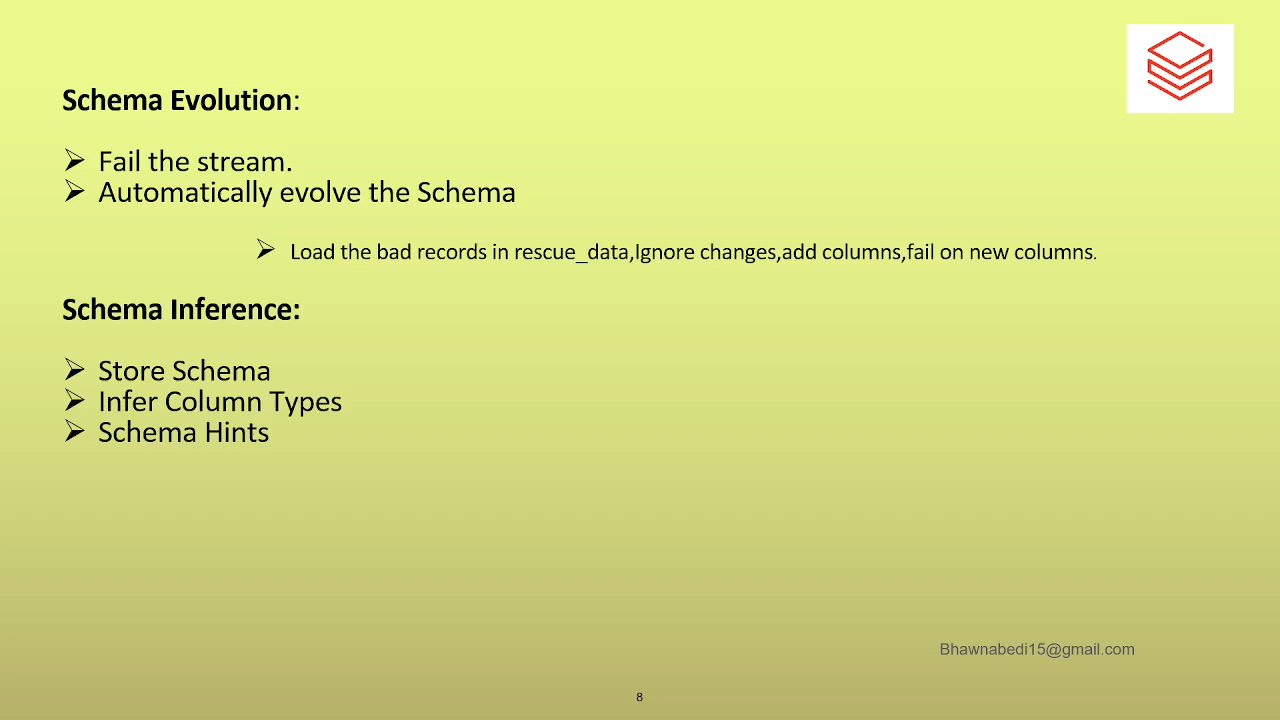 Schema Evolution:
➢ Fail the stream.
➢ Automatically evolve the Schema
➢ Load the bad records in rescue_data,Ignore changes,add columns,fail on new columns.
Schema Inference:
➢ Store Schema
➢ Infer Column Types
➢ Schema Hints
Bhawnabedi15@gmail.com
8